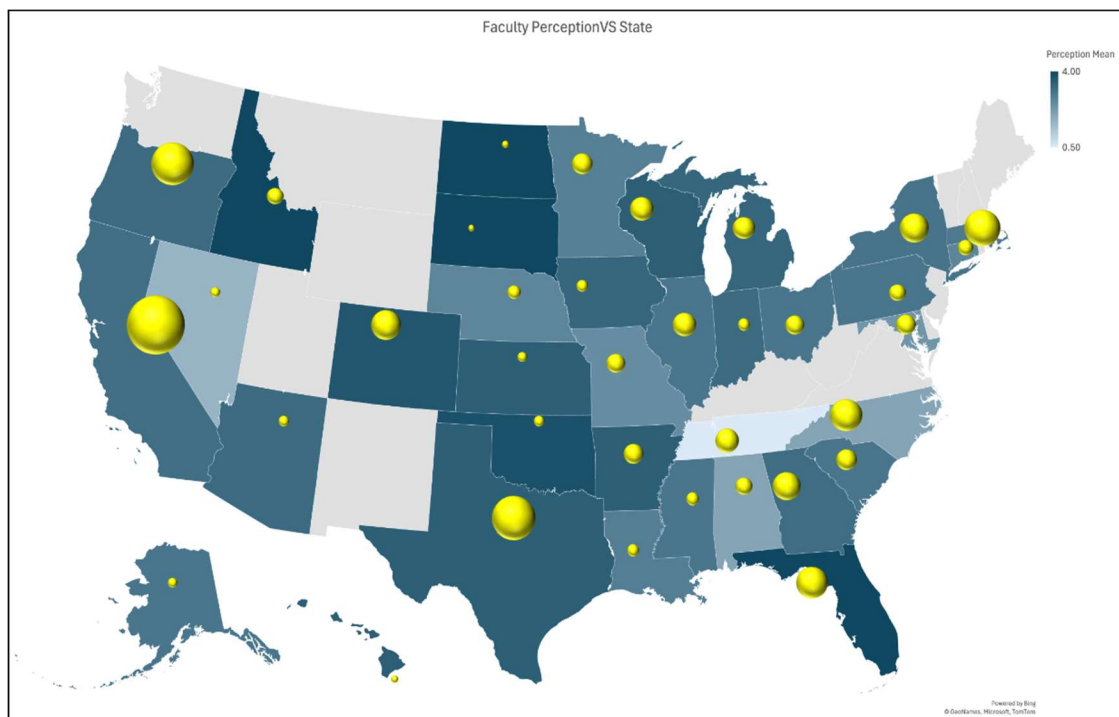 Faculty PerceptionVS State
Perception Mean
4.00
0.50
Powered by Bing
© GeoNames, Microsoft, TomTom